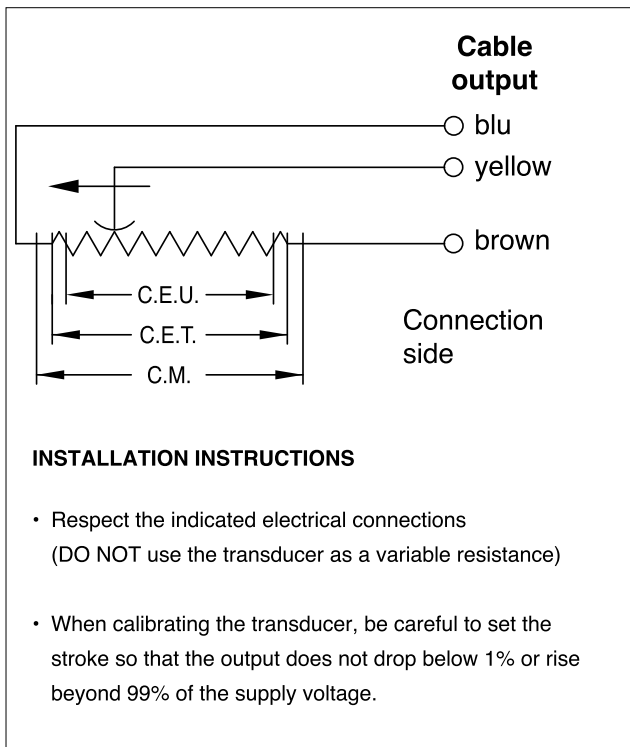 Cable
output
blu
yellow
brown
C.E.U.
C.E.T.
C.M.
Connection
side
INSTALLATION INSTRUCTIONS
• Respect the indicated electrical connections
(DO NOT use the transducer as a variable resistance)
• When calibrating the transducer, be careful to set the
stroke so that the output does not drop below 1% or rise
beyond 99% of the supply voltage.